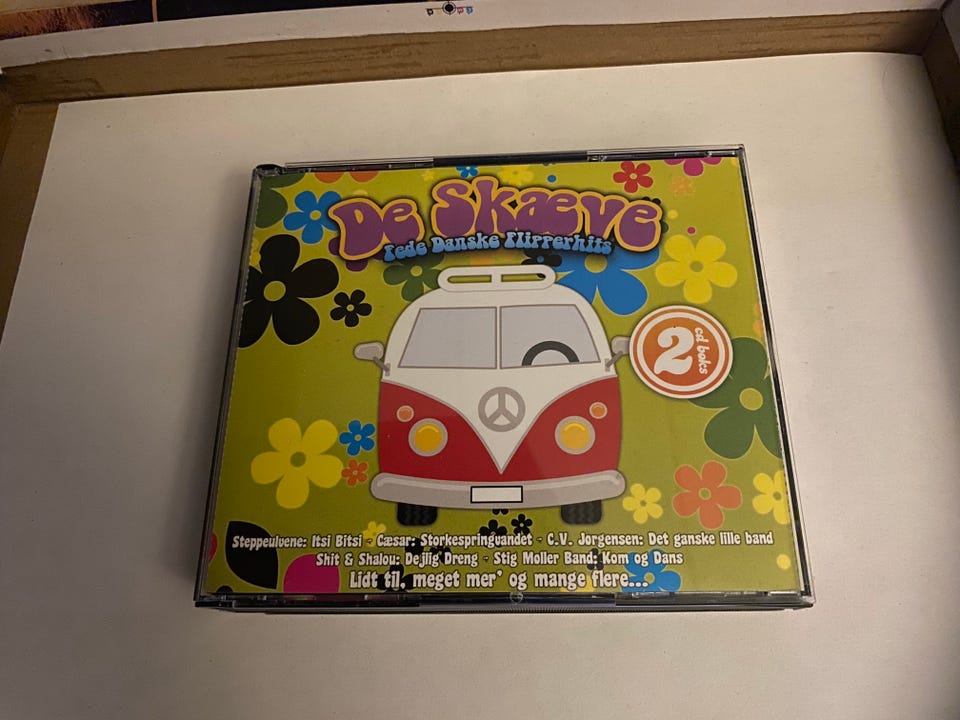 De Skæve
Fede Danske Flipperhits
2
cd boks
Steppeulvene: Itsi Bitsi - Cæsar: Storkespringvandet - C.V. Jørgensen: Det ganske lille band
Shit & Shalou: Dejlig Dreng - Stig Møller Band: Kom og Dans
Lidt til, meget mer' og mange flere...